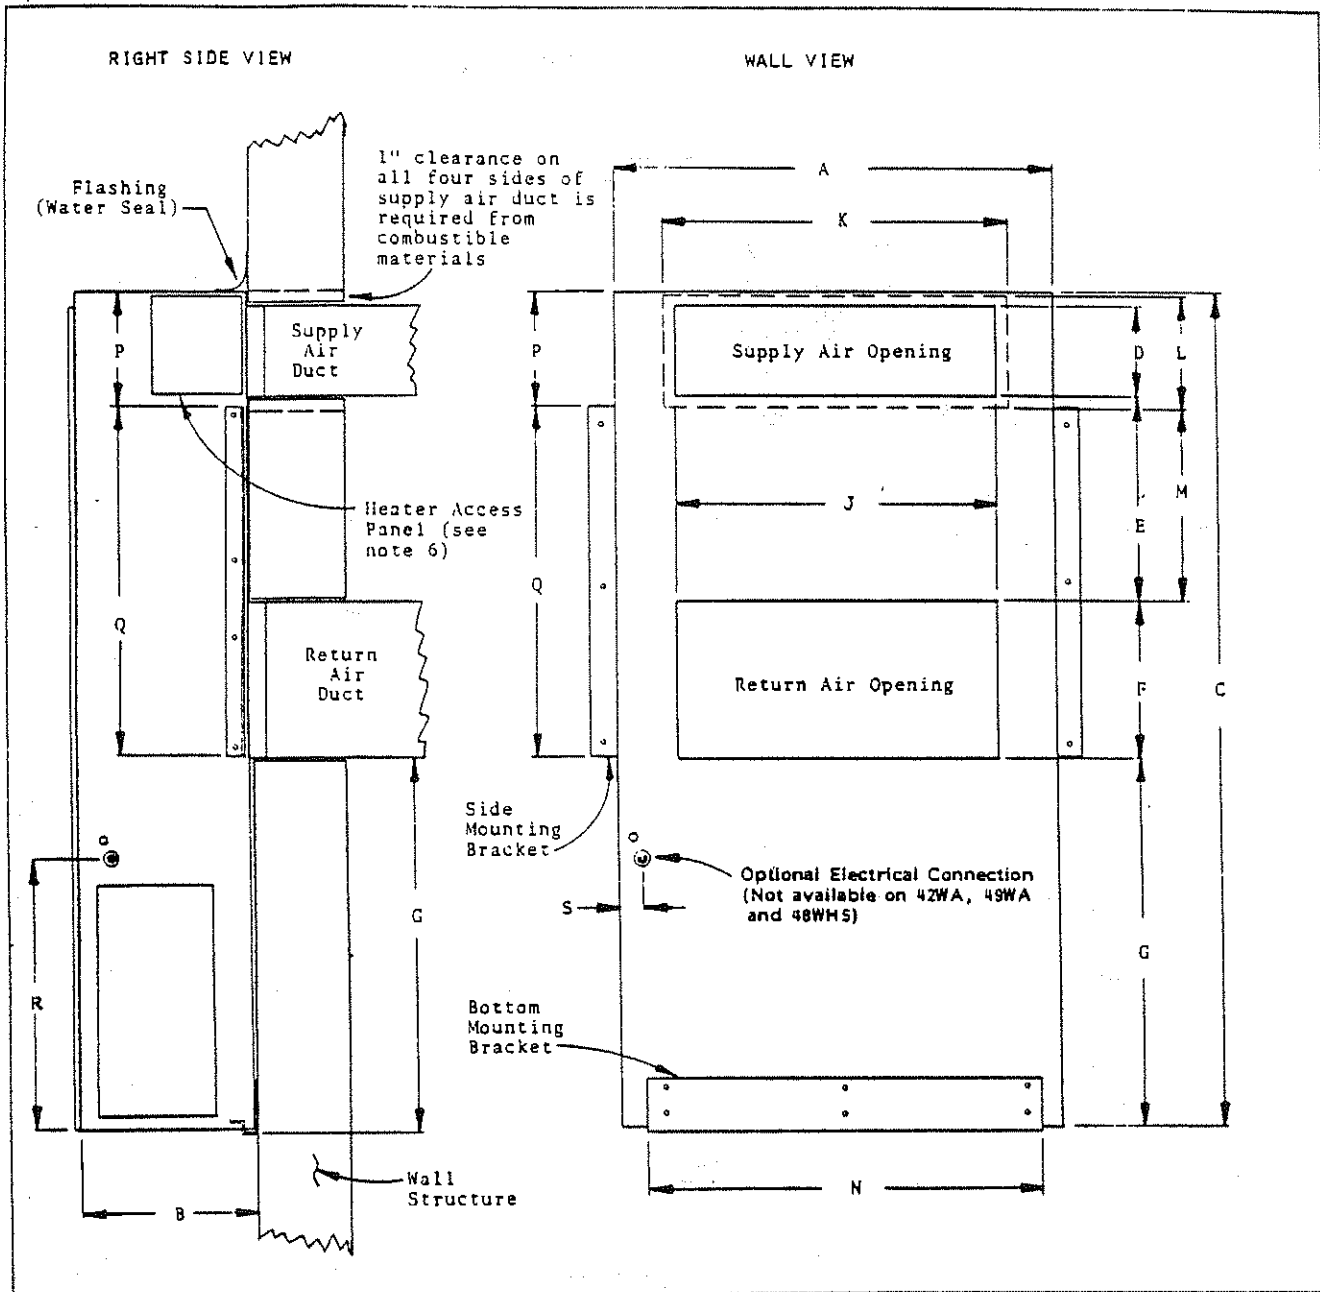 RIGHT SIDE VIEW
WALL VIEW
Flashing
(Water Seal)
1" clearance on
all four sides of
supply air duct is
required from
combustible
materials
A
K
P
Supply
Air
Duct
P
Supply Air Opening
D
L
Heater Access
Panel (see
note 6)
Q
Q
J
E
M
Return
Air
Duct
Return Air Opening
F
C
Side
Mounting
Bracket
Optional Electrical Connection
(Not available on 42WA, 49WA
and 48WHS)
S
G
G
R
Bottom
Mounting
Bracket
Wall
Structure
B
N